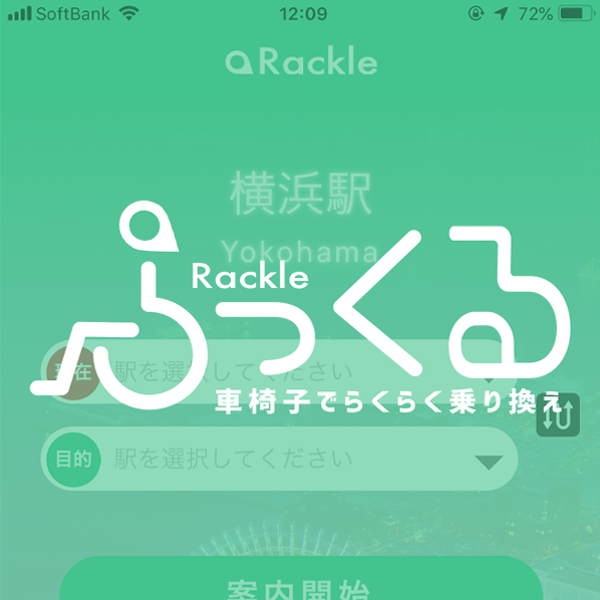 SoftBank 12:09 72%
Rackle
横浜駅
Yokohama
Rackle
らっくる
現在 駅を選択してください
車椅子でらくらく乗り換え
目的 駅を選択してください
案内開始